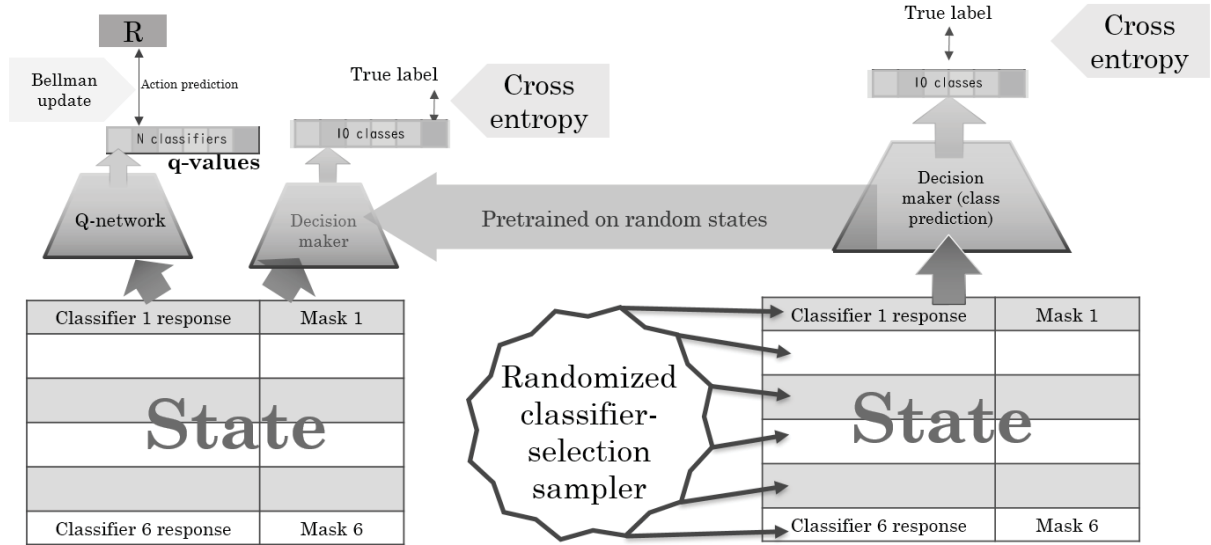 R
Bellman
update
Action prediction
N classifiers
q-values
Q-network
True label
10 classes
Cross
entropy
Decision
maker
Pretrained on random states
True label
10 classes
Cross
entropy
Decision
maker (class
prediction)
Classifier 1 response Mask 1
State
Classifier 6 response Mask 6
Randomized
classifier-
selection
sampler
Classifier 1 response Mask 1
State
Classifier 6 response Mask 6